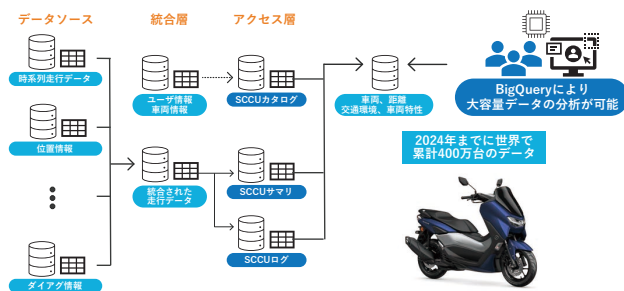 データソース
統合層
アクセス層
時系列走行データ
位置情報
ダイアグ情報
ユーザ情報
車両情報
統合された
走行データ
SCCUカタログ
SCCUサマリ
SCCUログ
車両、距離
交通環境、車両特性
BigQueryにより
大容量データの分析が可能
2024年までに世界で
累計400万台のデータ